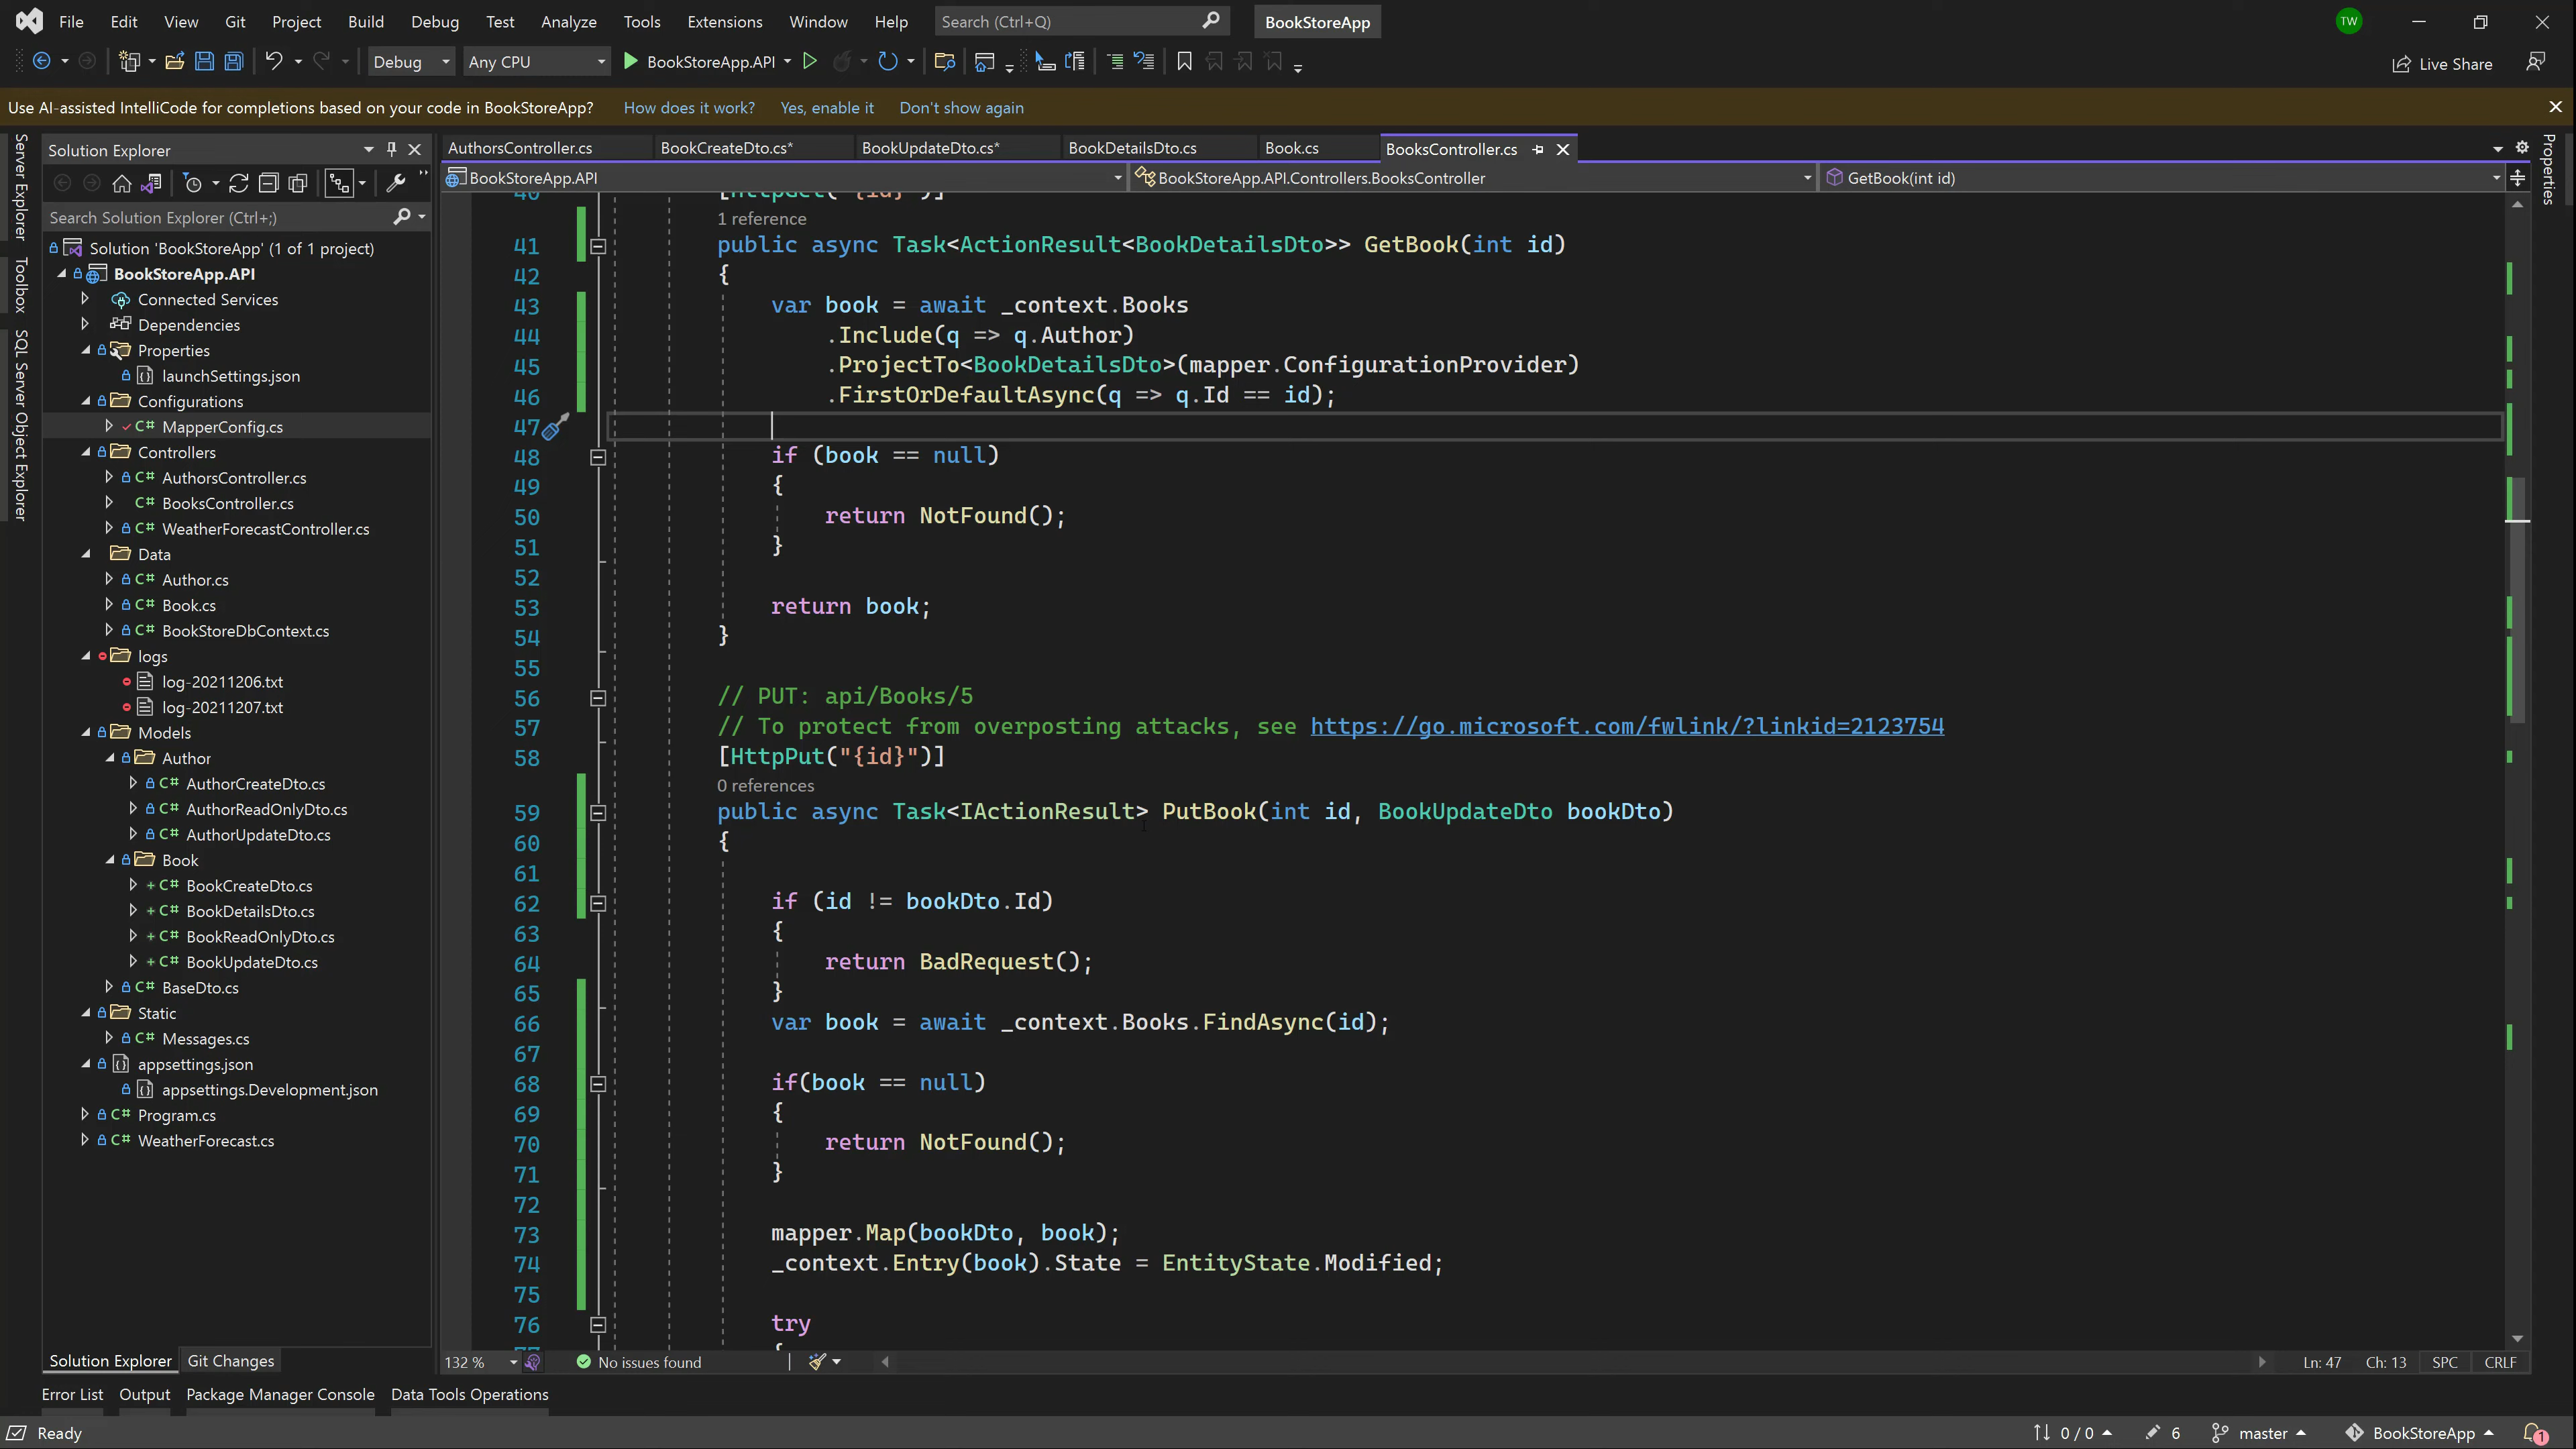 File Edit View Git Project Build Debug Test Analyze Tools Extensions Window Help Search (Ctrl+Q) BookStoreApp TW
Debug Any CPU BookStoreApp.API Live Share
Use AI-assisted IntelliCode for completions based on your code in BookStoreApp? How does it work? Yes, enable it Don't show again
Server Explorer
Toolbox
SQL Server Object Explorer
Solution Explorer
Search Solution Explorer (Ctrl+;)
Solution 'BookStoreApp' (1 of 1 project)
BookStoreApp.API
Connected Services
Dependencies
Properties
launchSettings.json
Configurations
C# MapperConfig.cs
Controllers
C# AuthorsController.cs
C# BooksController.cs
C# WeatherForecastController.cs
Data
C# Author.cs
C# Book.cs
C# BookStoreDbContext.cs
logs
log-20211206.txt
log-20211207.txt
Models
Author
C# AuthorCreateDto.cs
C# AuthorReadOnlyDto.cs
C# AuthorUpdateDto.cs
Book
C# BookCreateDto.cs
C# BookDetailsDto.cs
C# BookReadOnlyDto.cs
C# BookUpdateDto.cs
C# BaseDto.cs
Static
C# Messages.cs
appsettings.json
appsettings.Development.json
C# Program.cs
C# WeatherForecast.cs
Solution Explorer Git Changes
AuthorsController.cs BookCreateDto.cs* BookUpdateDto.cs* BookDetailsDto.cs Book.cs BooksController.cs
BookStoreApp.API BookStoreApp.API.Controllers.BooksController GetBook(int id)
Properties
40 [HttpGet("{id}")]
1 reference
41 public async Task<ActionResult<BookDetailsDto>> GetBook(int id)
42 {
43 var book = await _context.Books
44 .Include(q => q.Author)
45 .ProjectTo<BookDetailsDto>(mapper.ConfigurationProvider)
46 .FirstOrDefaultAsync(q => q.Id == id);
47
48 if (book == null)
49 {
50 return NotFound();
51 }
52
53 return book;
54 }
55
56 // PUT: api/Books/5
57 // To protect from overposting attacks, see https://go.microsoft.com/fwlink/?linkid=2123754
58 [HttpPut("{id}")]
0 references
59 public async Task<IActionResult> PutBook(int id, BookUpdateDto bookDto)
60 {
61
62 if (id != bookDto.Id)
63 {
64 return BadRequest();
65 }
66 var book = await _context.Books.FindAsync(id);
67
68 if(book == null)
69 {
70 return NotFound();
71 }
72
73 mapper.Map(bookDto, book);
74 _context.Entry(book).State = EntityState.Modified;
75
76 try
{
132 % No issues found Ln: 47 Ch: 13 SPC CRLF
Error List Output Package Manager Console Data Tools Operations
Ready 0 / 0 6 master BookStoreApp 1